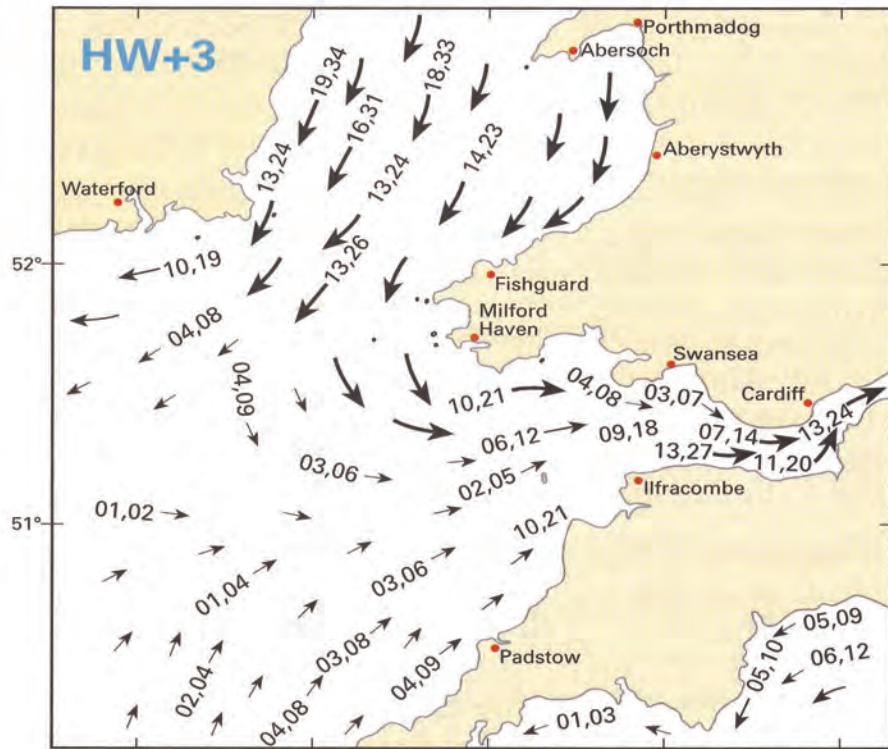 HW+3
Porthmadog
Abersoch
19,34
18,33
16,31
14,23
13,24
13,24
Aberystwyth
Waterford
52°
10,19
13,26
Fishguard
Milford
Haven
04,08
Swansea
04,09
10,21
04,08
03,07
Cardiff
13,24
06,12
09,18
07,14
13,27
11,20
03,06
02,05
Ilfracombe
01,02
51°
10,21
01,04
03,06
05,09
03,08
Padstow
05,10
06,12
02,04
04,09
04,08
01,03